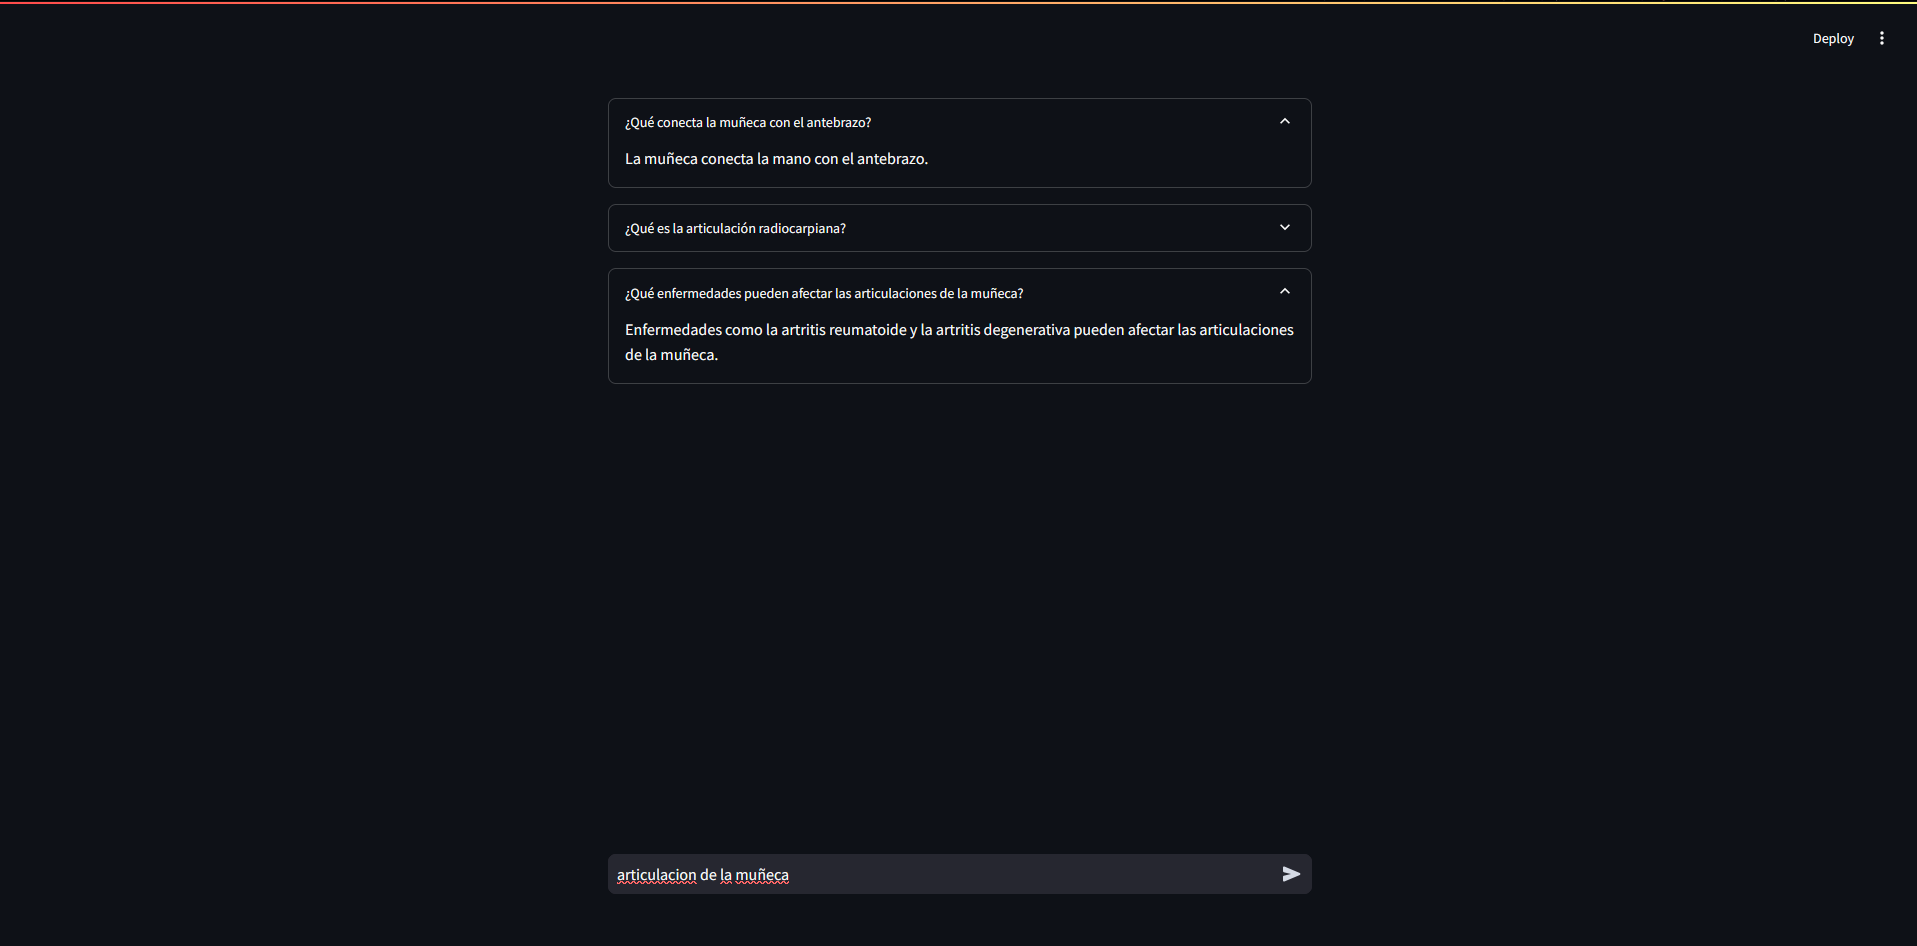 Deploy
¿Qué conecta la muñeca con el antebrazo?
La muñeca conecta la mano con el antebrazo.
¿Qué es la articulación radiocarpiana?
¿Qué enfermedades pueden afectar las articulaciones de la muñeca?
Enfermedades como la artritis reumatoide y la artritis degenerativa pueden afectar las articulaciones
de la muñeca.
articulacion de la muñeca